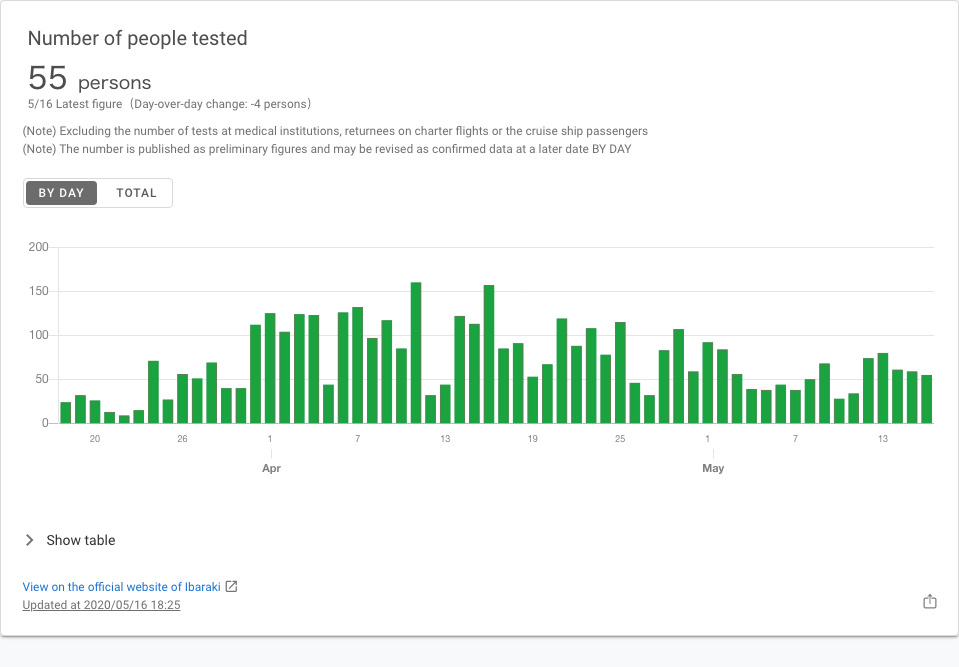 Number of people tested
55 persons
5/16 Latest figure（Day-over-day change: -4 persons）
(Note) Excluding the number of tests at medical institutions, returnees on charter flights or the cruise ship passengers
(Note) The number is published as preliminary figures and may be revised as confirmed data at a later date BY DAY
BY DAY TOTAL
200
150
100
50
0
20 26 1 7 13 19 25 1 7 13
Apr May
Show table
View on the official website of Ibaraki
Updated at 2020/05/16 18:25